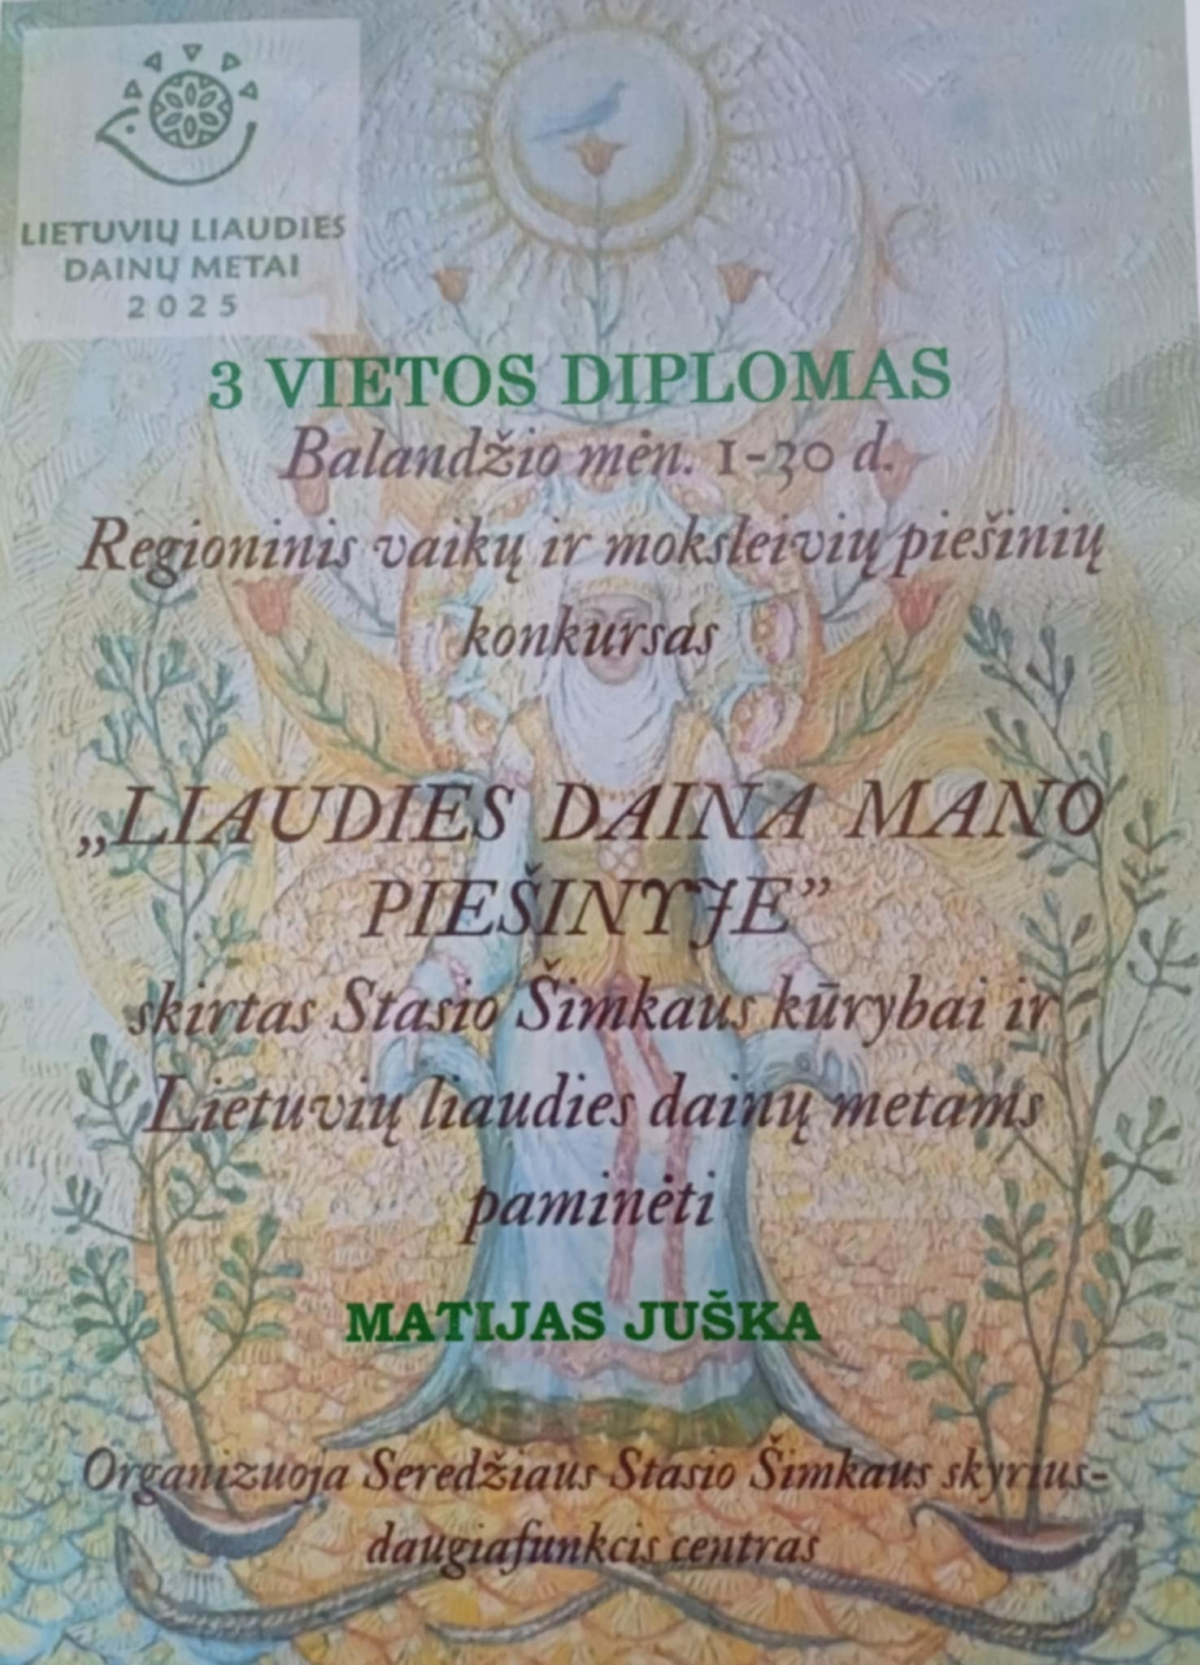 LIETUVIŲ LIAUDIES
DAINŲ METAI
2025
3 VIETOS DIPLOMAS
Balandžio mėn. 1-30 d.
Regioninis vaikų ir moksleivių piešinių
konkursas
„LIAUDIES DAINA MANO
PIEŠINYJE”
skirtas Stasio Šimkaus kūrybai ir
Lietuvių liaudies dainų metams
paminėti
MATIJAS JUŠKA
Organizuoja Seredžiaus Stasio Šimkaus skyrius-
daugiafunkcis centras